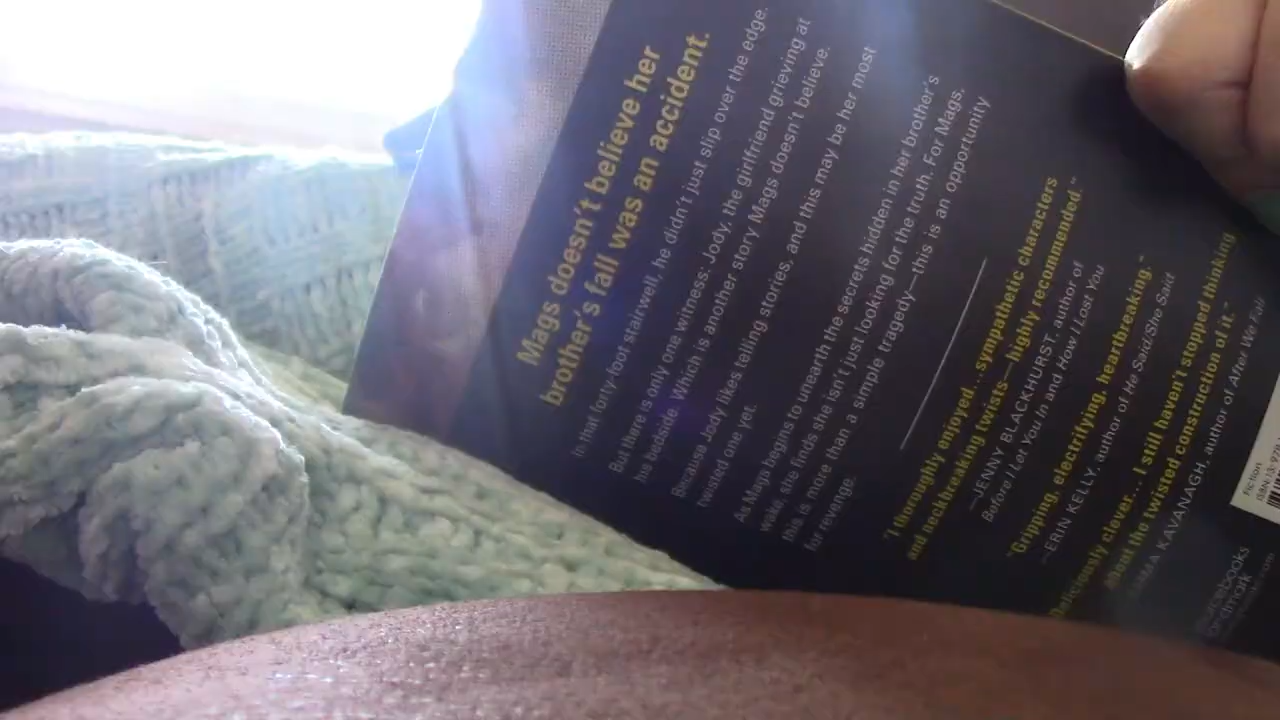 Mags doesn't believe her
brother's fall was an accident.
In that forty-foot stairwell, he didn't just slip over the edge.
But there is only one witness: Jody, the girlfriend grieving at
his bedside. Which is another story Mags doesn't believe.
Because Jody likes telling stories, and this may be her most
twisted one yet.
As Mags begins to unearth the secrets hidden in her brother's
wake, she finds she isn't just looking for the truth. For Mags,
this is more than a simple tragedy—this is an opportunity
for revenge.
"I thoroughly enjoyed... sympathetic characters
and neckbreaking twists—highly recommended."
—JENNY BLACKHURST, author of
Before I Let You In and How I Lost You
"Gripping, electrifying, heartbreaking."
—ERIN KELLY, author of He Said/She Said
Deliciously clever... I still haven't stopped thinking
about the twisted construction of it."
KAVANAGH, author of After We Fall
Fiction
ISBN-13: 978
sourcebooks
landmark